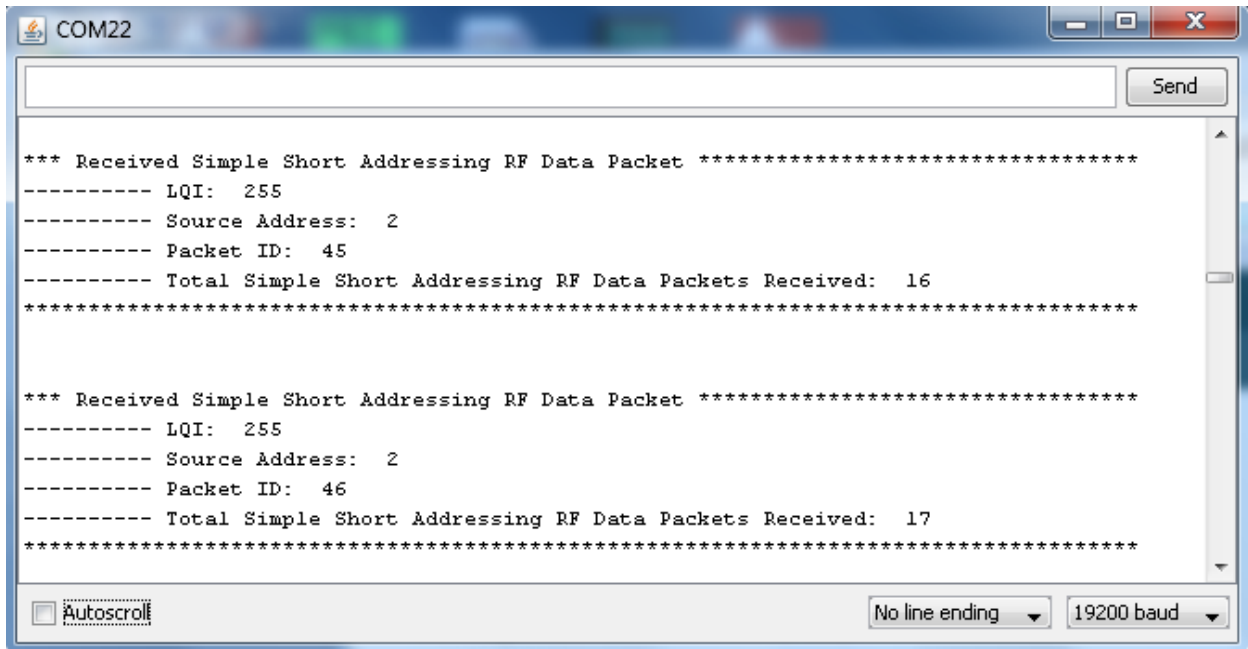 COM22
Send
*** Received Simple Short Addressing RF Data Packet **********************************
---------- LQI:  255
---------- Source Address:  2
---------- Packet ID:  45
---------- Total Simple Short Addressing RF Data Packets Received:  16
**************************************************************************************
*** Received Simple Short Addressing RF Data Packet **********************************
---------- LQI:  255
---------- Source Address:  2
---------- Packet ID:  46
---------- Total Simple Short Addressing RF Data Packets Received:  17
**************************************************************************************
Autoscroll
No line ending
19200 baud